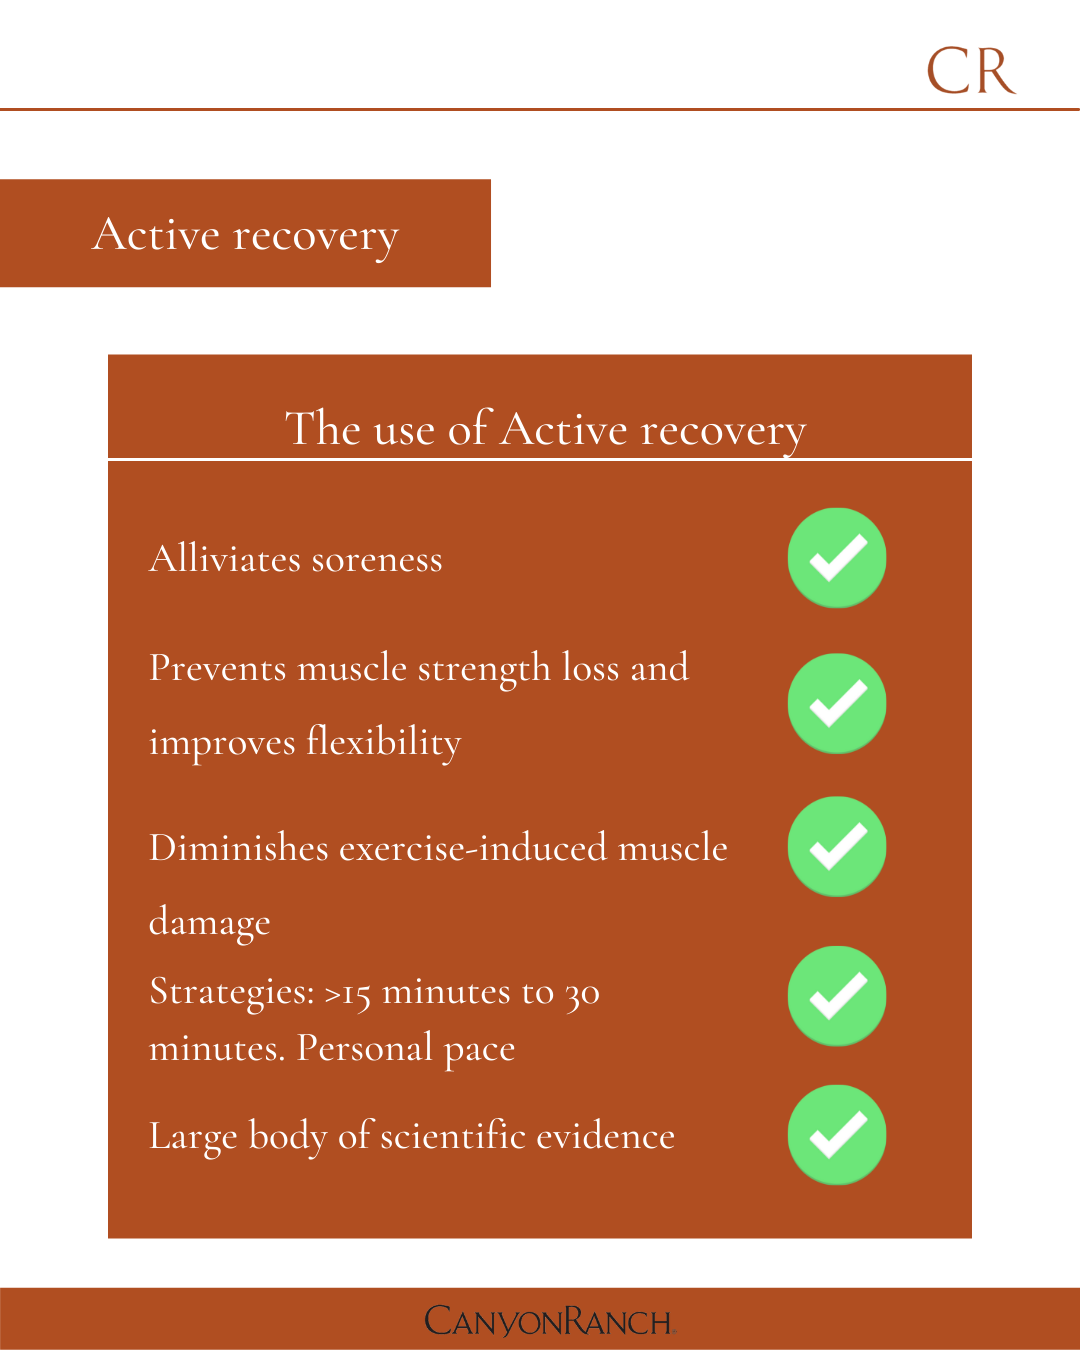 CR
Active recovery
The use of Active recovery
Alliviates soreness
Prevents muscle strength loss and
improves flexibility
Diminishes exercise-induced muscle
damage
Strategies: >15 minutes to 30
minutes. Personal pace
Large body of scientific evidence
CANYONRANCH®